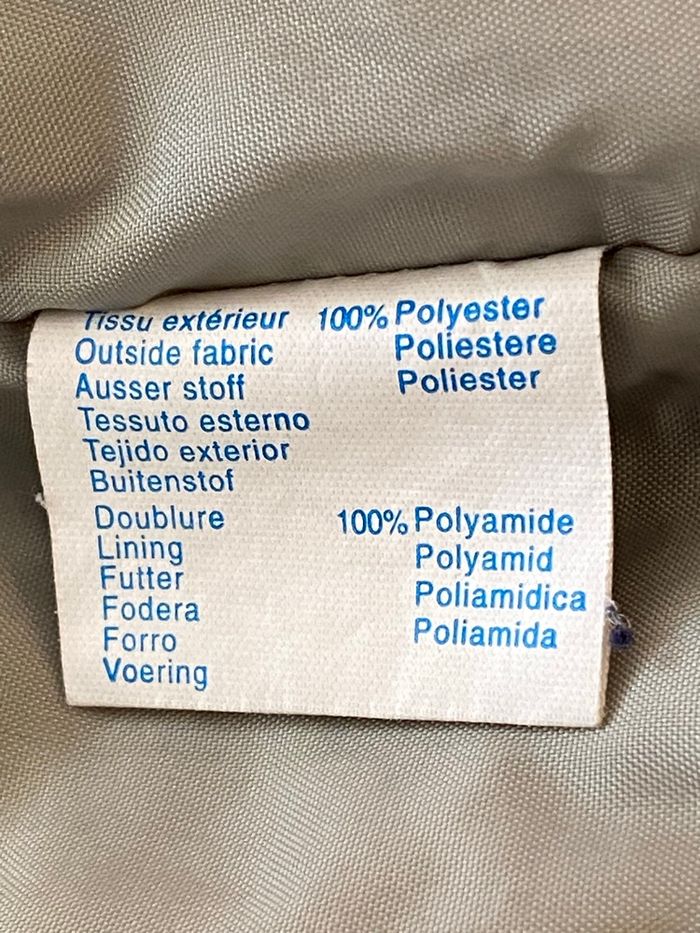 Tissu extérieur 100% Polyester
Outside fabric Poliestere
Ausser stoff Poliester
Tessuto esterno
Tejido exterior
Buitenstof
Doublure 100% Polyamide
Lining Polyamid
Futter Poliamidica
Fodera Poliamida
Forro
Voering